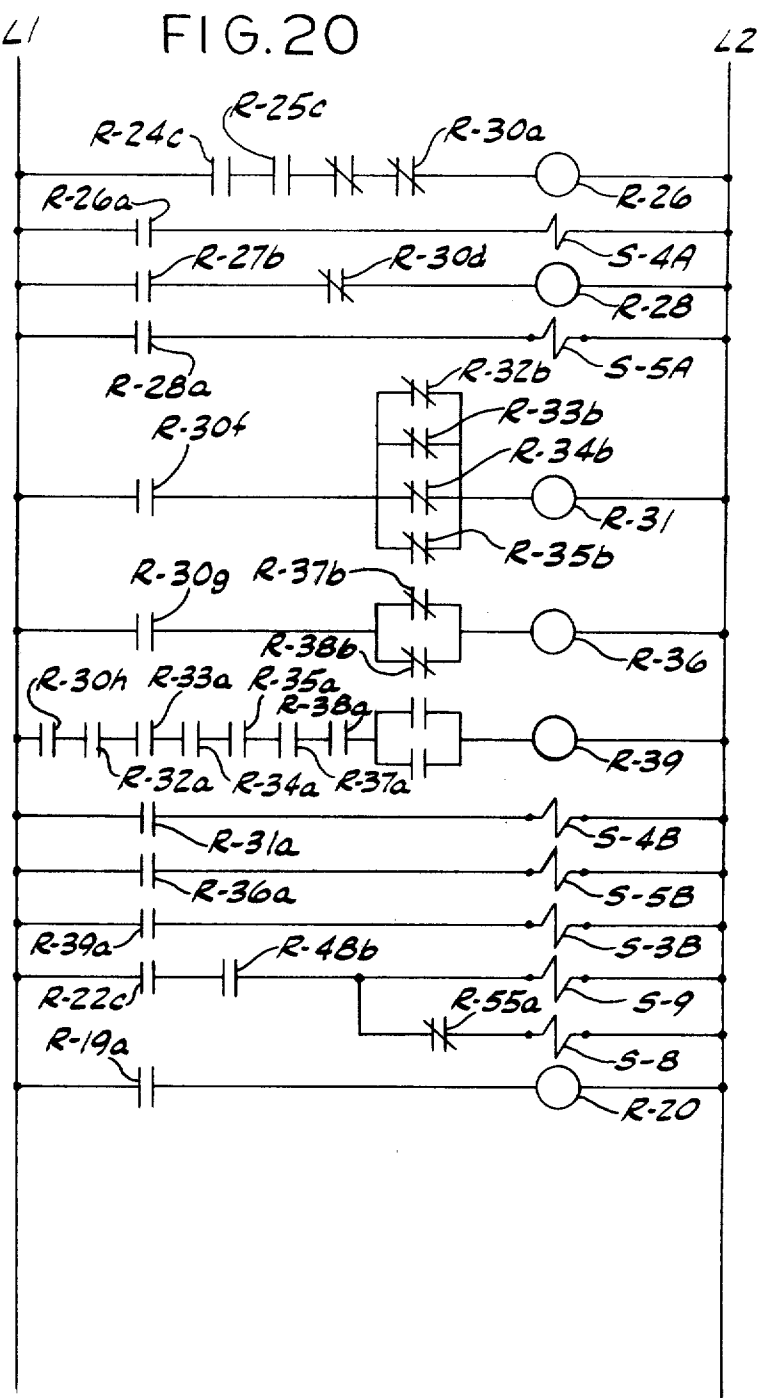 L1 FIG. 20 L2
R-24c R-25c R-30a
R-26
R-26a
S-4A
R-27b R-30d
R-28
R-28a
S-5A
R-32b
R-33b
R-30f
R-34b
R-31
R-35b
R-30g R-37b
R-38b
R-36
R-30h R-33a R-35a
R-38a
R-32a R-34a R-37a
R-39
R-31a
S-4B
R-36a
S-5B
R-39a
S-3B
R-48b
R-22c
S-9
R-55a
S-8
R-19a
R-20